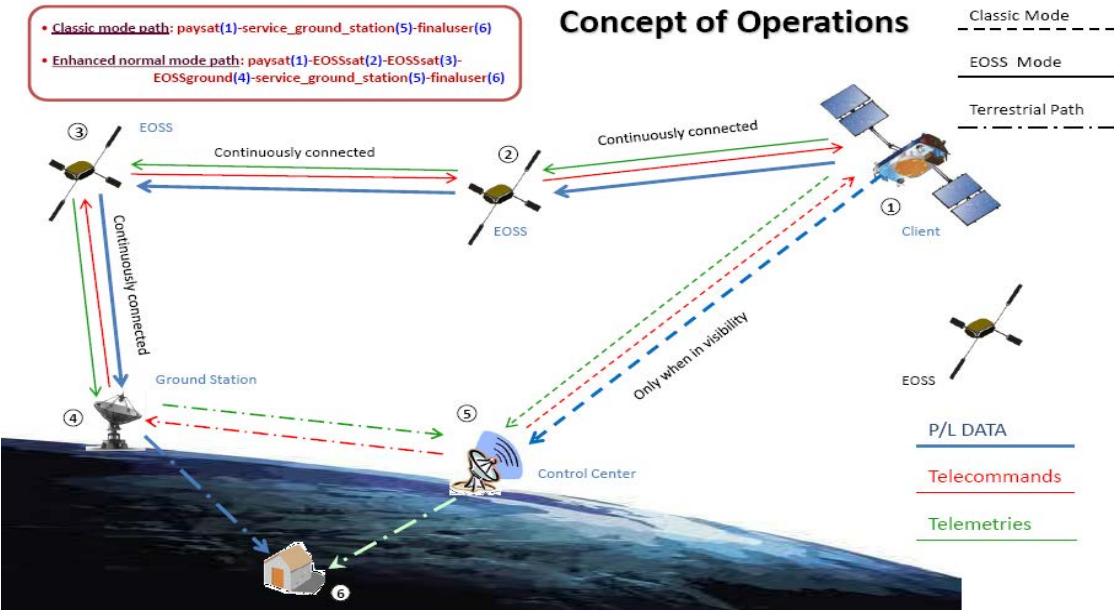 Concept of Operations
• Classic mode path: paysat(1)-service_ground_station(5)-finaluser(6)
• Enhanced normal mode path: paysat(1)-EOSSsat(2)-EOSSsat(3)-
EOSSground(4)-service_ground_station(5)-finaluser(6)
Classic Mode
EOSS Mode
Terrestrial Path
③
EOSS
Continuously connected
②
EOSS
Continuously connected
①
Client
Continuously connected
Only when in visibility
EOSS
Ground Station
④
⑤
Control Center
⑥
P/L DATA
Telecommands
Telemetries